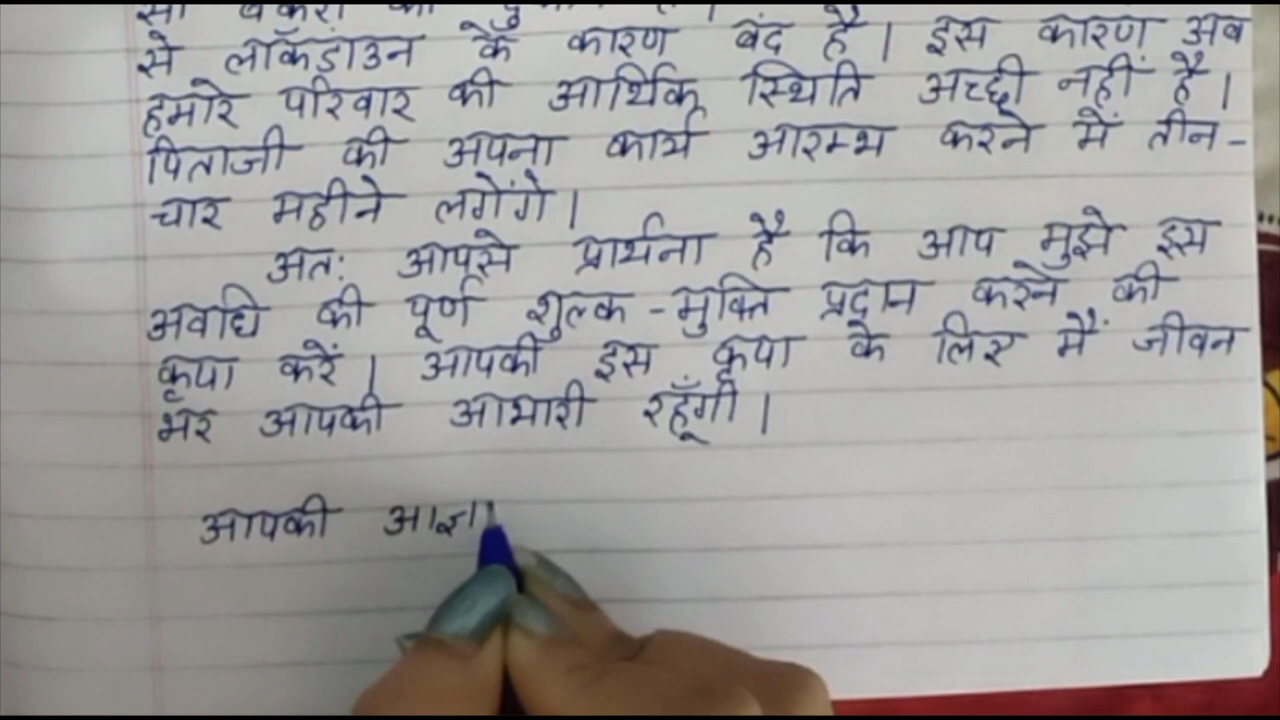 से लॉकडाउन के कारण बंद है। इस कारण अब
हमारे परिवार की आर्थिक स्थिति अच्छी नहीं है।
पिताजी को अपना कार्य आरम्भ करने में तीन-
चार महीने लगेंगे।
अतः आपसे प्रार्थना है कि आप मुझे इस
अवधि की पूर्ण शुल्क-मुक्ति प्रदान करने की
कृपा करें। आपकी इस कृपा के लिए मैं जीवन
भर आपकी आभारी रहूँगी।
आपकी आज्ञा